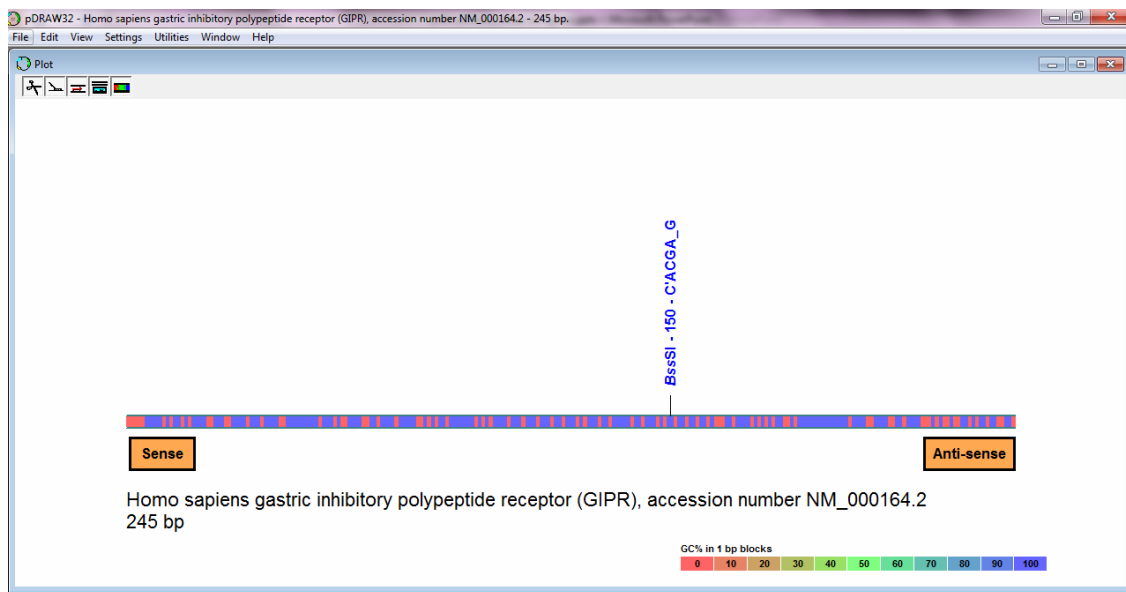 pDRAW32 - Homo sapiens gastric inhibitory polypeptide receptor (GIPR), accession number NM_000164.2 - 245 bp.
File Edit View Settings Utilities Window Help
Plot
BssSI - 150 - C'ACGA_G
Sense
Anti-sense
Homo sapiens gastric inhibitory polypeptide receptor (GIPR), accession number NM_000164.2
245 bp
GC% in 1 bp blocks
0 10 20 30 40 50 60 70 80 90 100